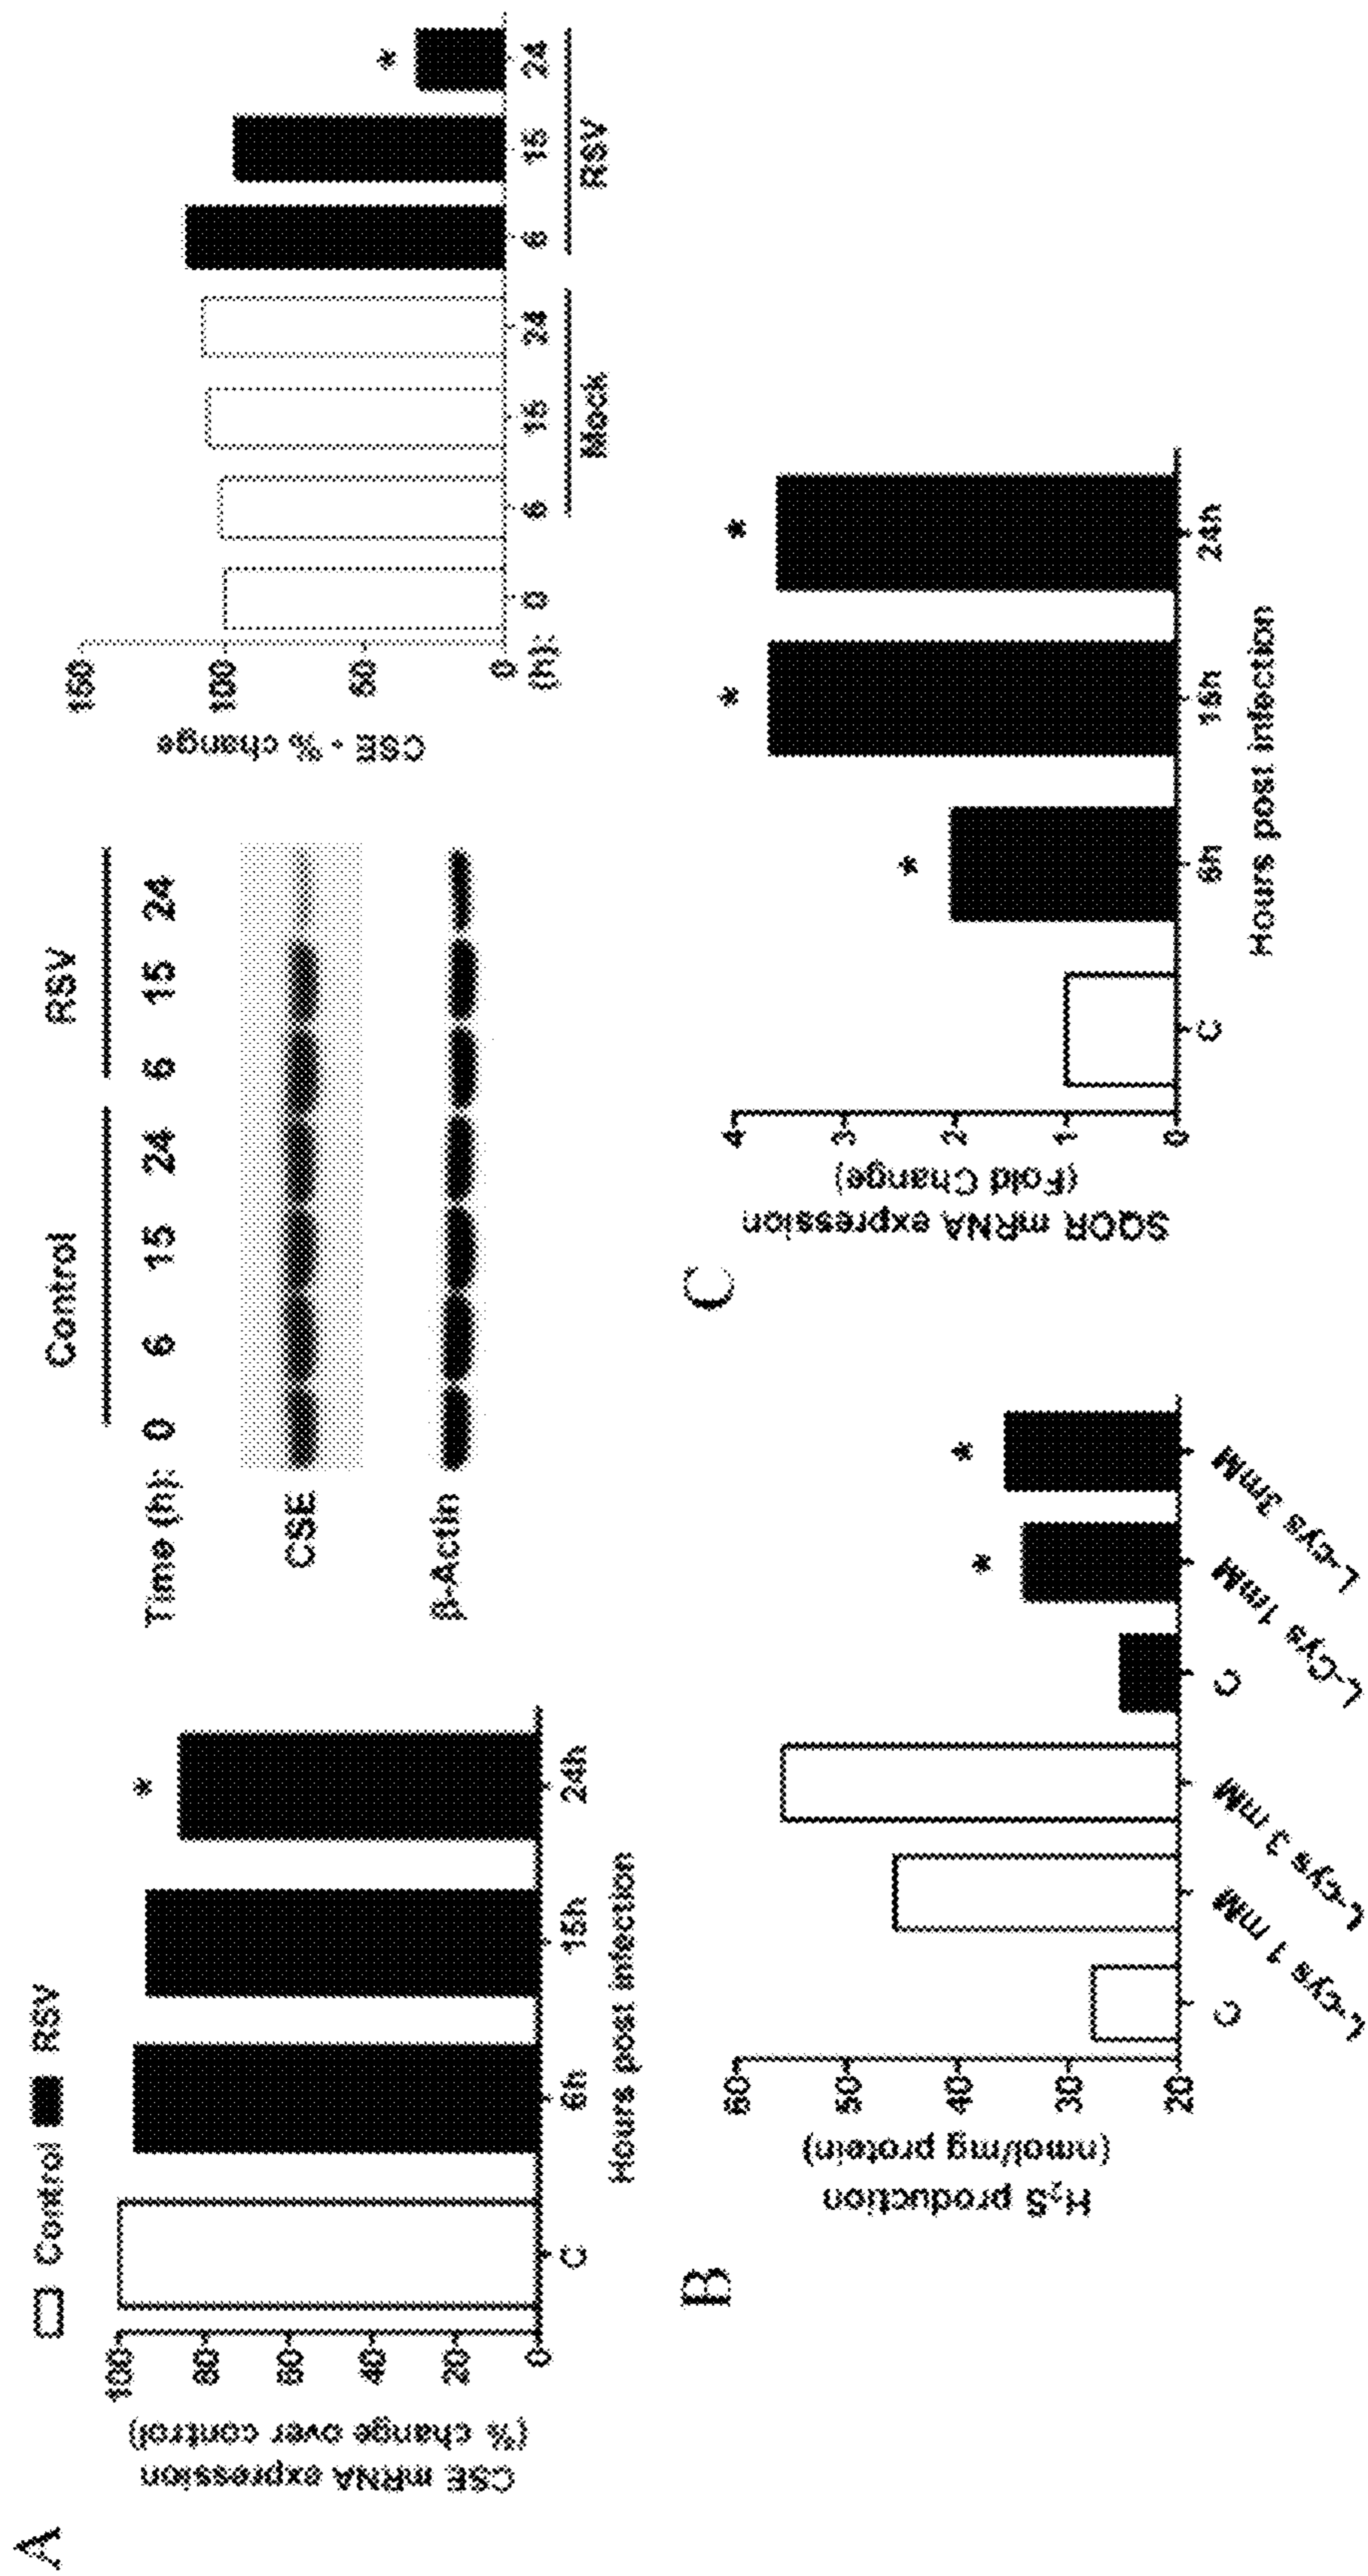 A
Control RSV
CSE mRNA expression
(% change over control)
100
80
60
40
20
0
C 6h 15h 24h
*
Hours post infection
Control RSV
Time (h): 0 6 15 24 6 15 24
CSE
β-Actin
CSE - % change
150
100
50
0
*
(h): 0 6 15 24 6 15 24
Mock RSV
B
H₂S production
(nmol/mg protein)
60
50
40
30
20
* *
C L-cys 1 mM L-cys 3 mM C L-Cys 1mM L-cys 3mM
C
SQOR mRNA expression
(Fold Change)
4
3
2
1
0
* * *
C 6h 15h 24h
Hours post infection